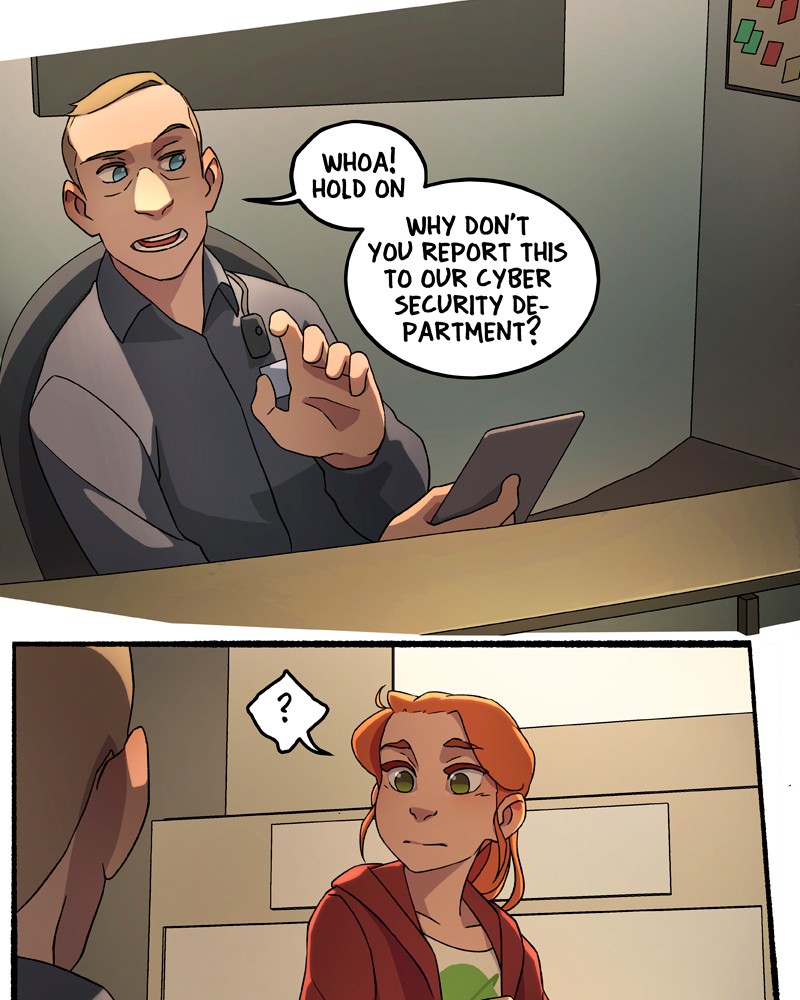 WHOA!
HOLD ON
WHY DON'T
YOU REPORT THIS
TO OUR CYBER
SECURITY DE-
PARTMENT?
?